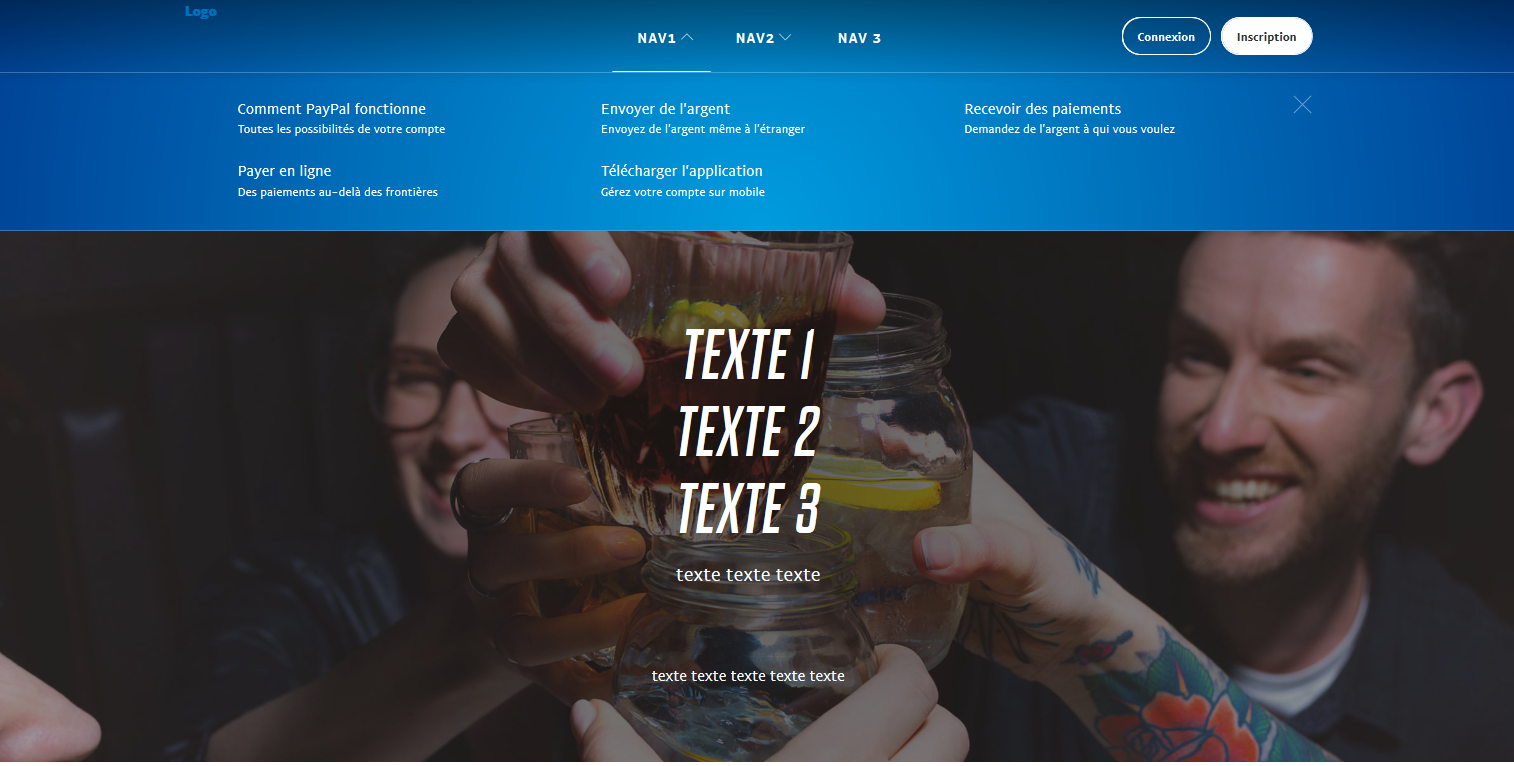 Logo
NAV1 NAV2 NAV 3 Connexion Inscription
Comment PayPal fonctionne
Toutes les possibilités de votre compte
Envoyer de l'argent
Envoyez de l'argent même à l'étranger
Recevoir des paiements
Demandez de l'argent à qui vous voulez
Payer en ligne
Des paiements au-delà des frontières
Télécharger l'application
Gérez votre compte sur mobile
TEXTE 1
TEXTE 2
TEXTE 3
texte texte texte
texte texte texte texte texte